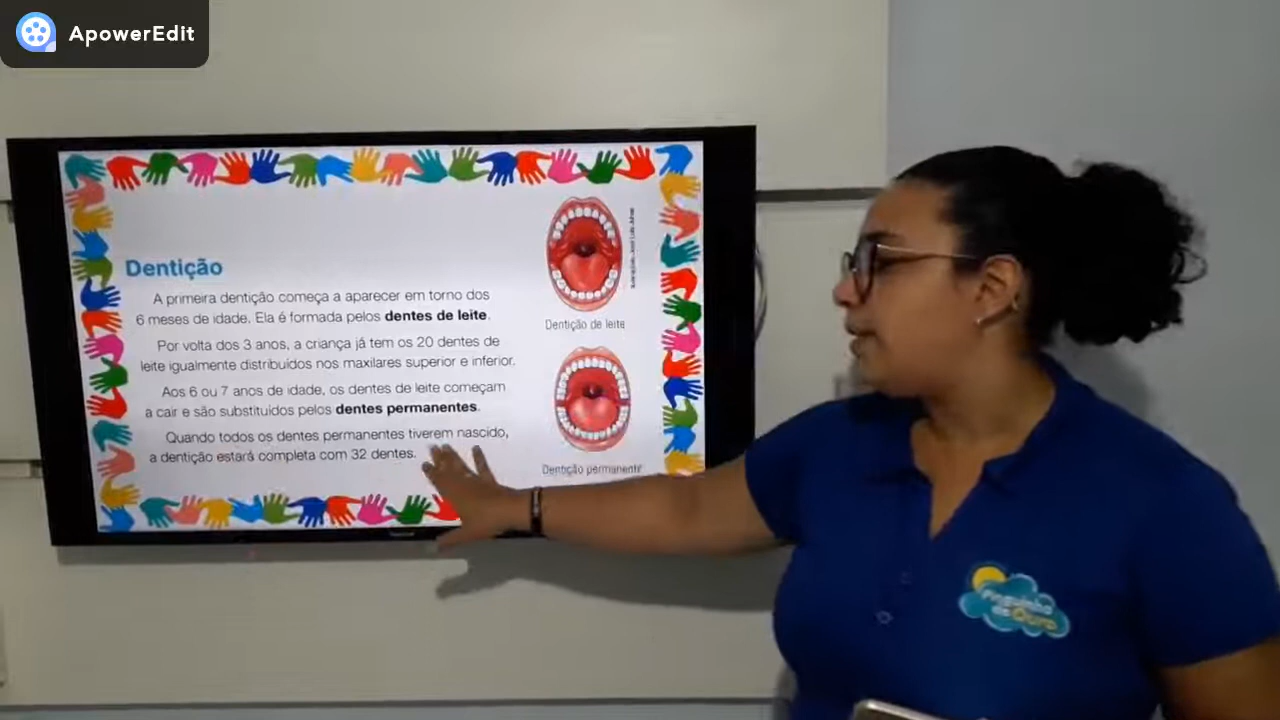 ApowerEdit
Dentição
A primeira dentição começa a aparecer em torno dos
6 meses de idade. Ela é formada pelos dentes de leite.
Por volta dos 3 anos, a criança já tem os 20 dentes de
leite igualmente distribuídos nos maxilares superior e inferior.
Aos 6 ou 7 anos de idade, os dentes de leite começam
a cair e são substituídos pelos dentes permanentes.
Quando todos os dentes permanentes tiverem nascido,
a dentição estará completa com 32 dentes.
Dentição de leite
Dentição permanente
Pinguinho
de Ouro